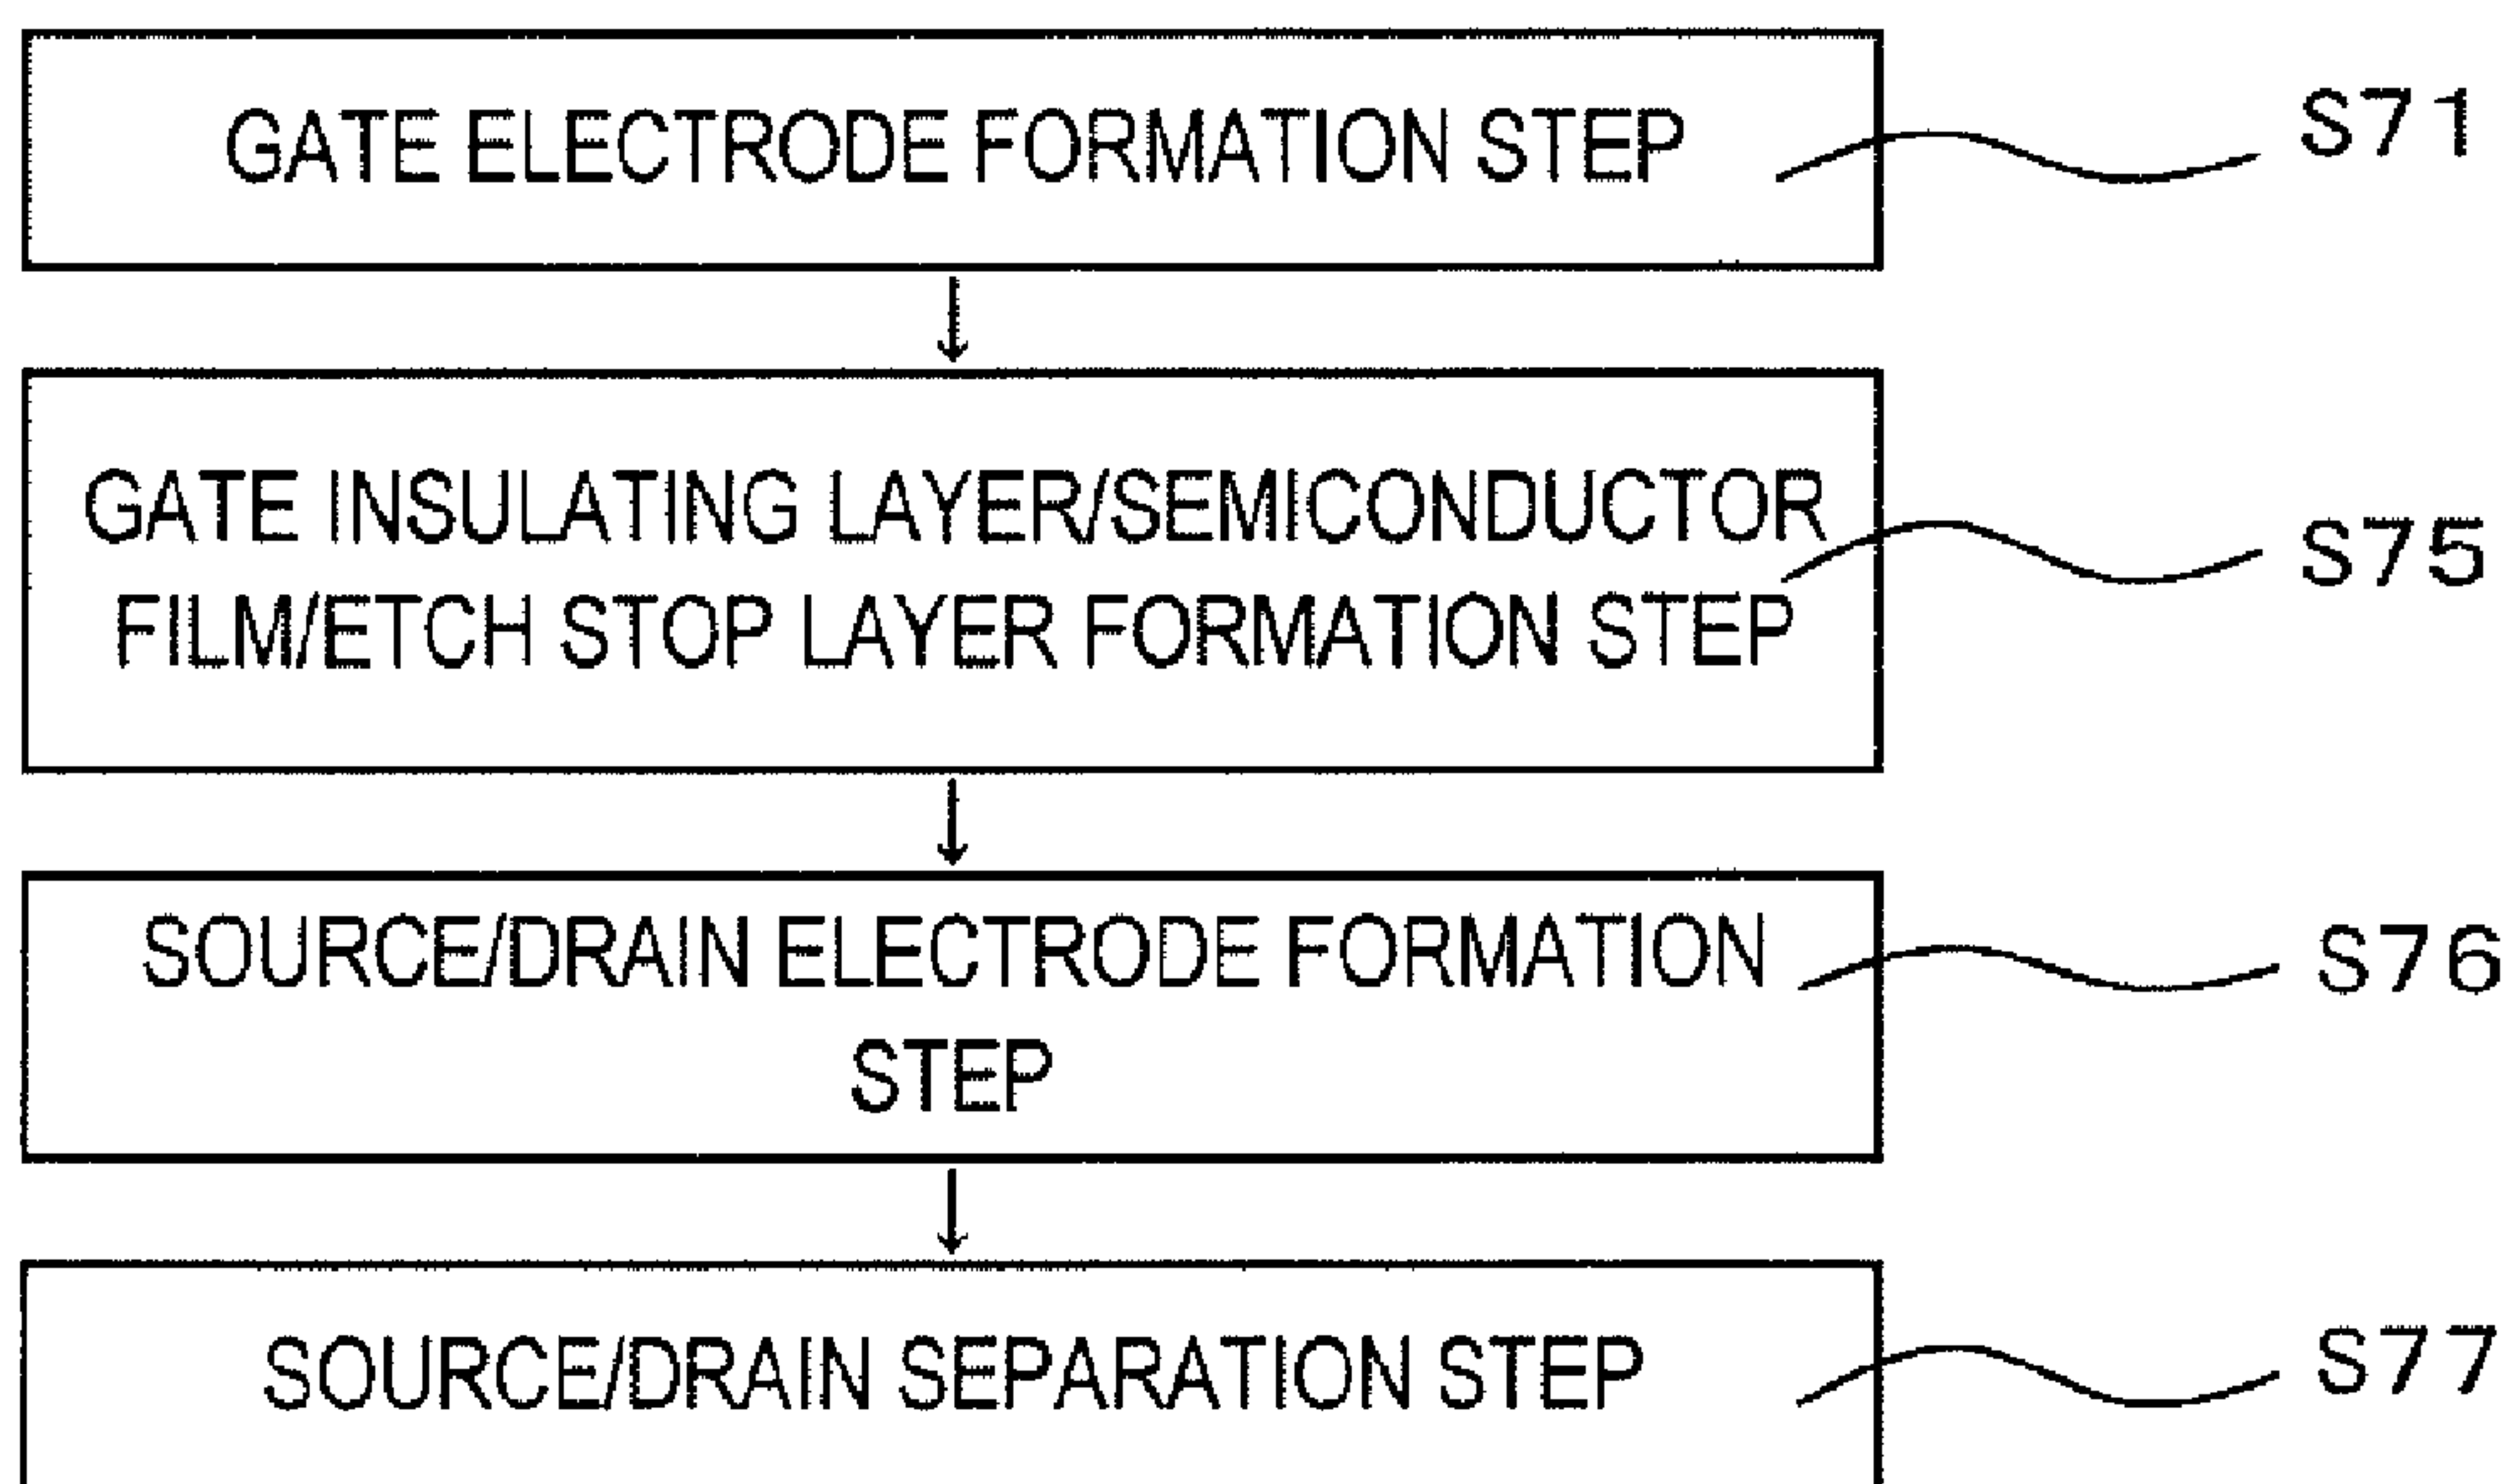 GATE ELECTRODE FORMATION STEP
S71
GATE INSULATING LAYER/SEMICONDUCTOR
FILM/ETCH STOP LAYER FORMATION STEP
S75
SOURCE/DRAIN ELECTRODE FORMATION
STEP
S76
SOURCE/DRAIN SEPARATION STEP
S77